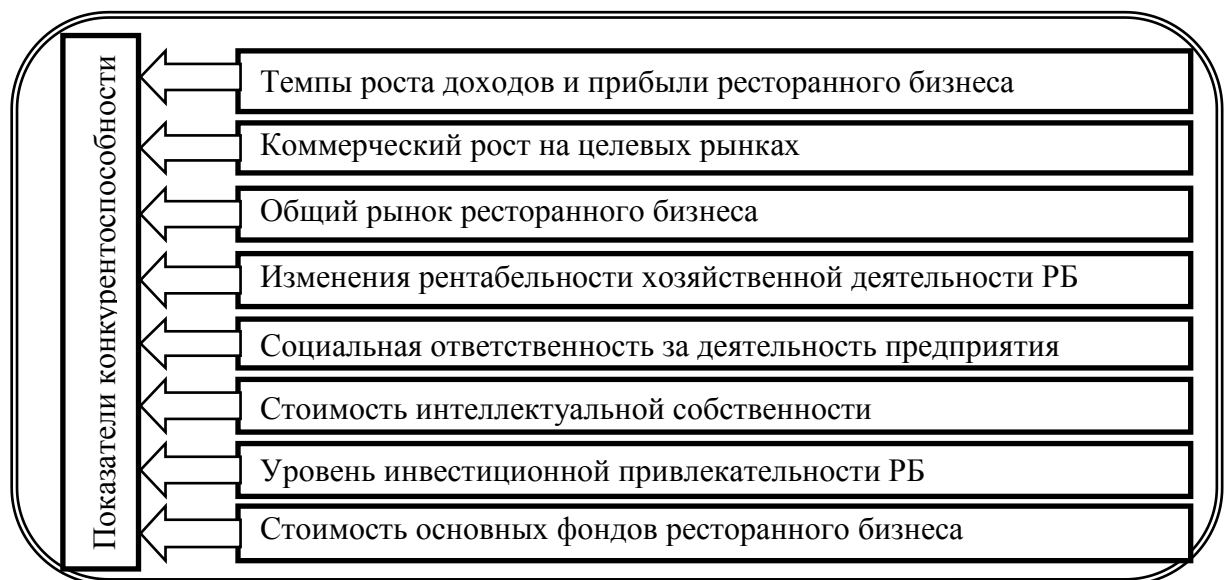 Показатели конкурентоспособности
Темпы роста доходов и прибыли ресторанного бизнеса
Коммерческий рост на целевых рынках
Общий рынок ресторанного бизнеса
Изменения рентабельности хозяйственной деятельности РБ
Социальная ответственность за деятельность предприятия
Стоимость интеллектуальной собственности
Уровень инвестиционной привлекательности РБ
Стоимость основных фондов ресторанного бизнеса